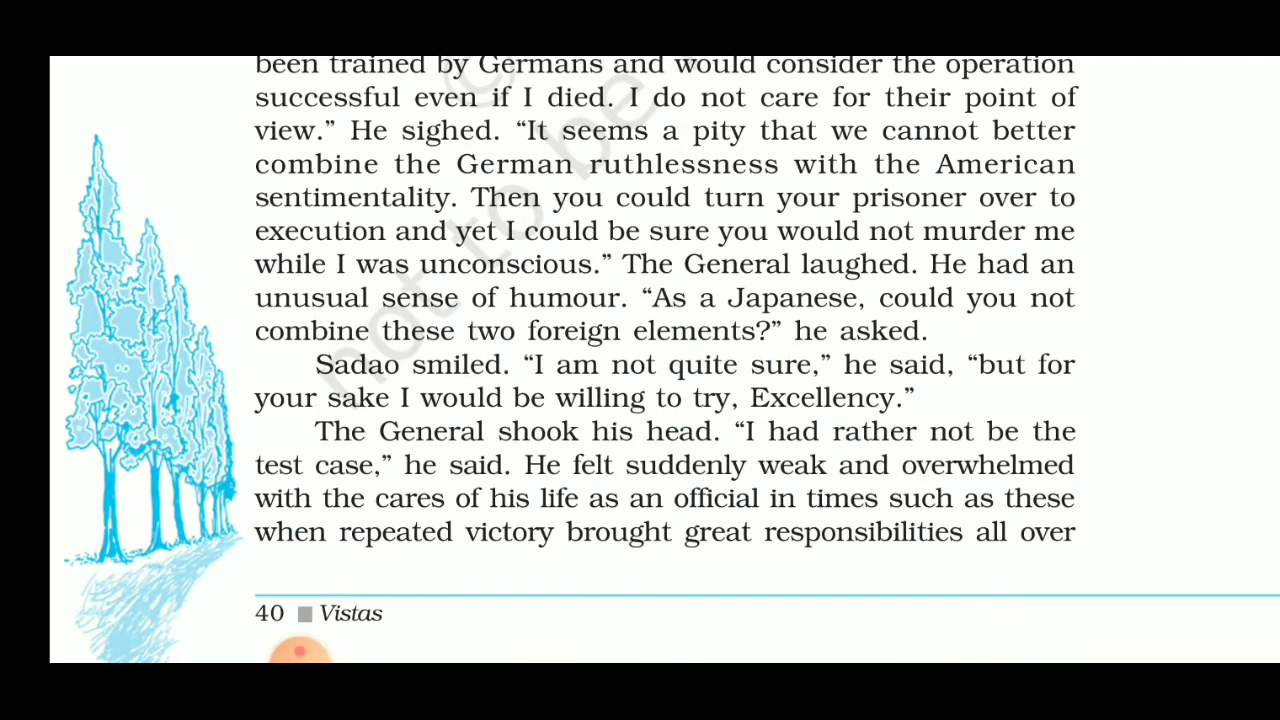 been trained by Germans and would consider the operation
successful even if I died. I do not care for their point of
view.” He sighed. “It seems a pity that we cannot better
combine the German ruthlessness with the American
sentimentality. Then you could turn your prisoner over to
execution and yet I could be sure you would not murder me
while I was unconscious.” The General laughed. He had an
unusual sense of humour. “As a Japanese, could you not
combine these two foreign elements?” he asked.
Sadao smiled. “I am not quite sure,” he said, “but for
your sake I would be willing to try, Excellency.”
The General shook his head. “I had rather not be the
test case,” he said. He felt suddenly weak and overwhelmed
with the cares of his life as an official in times such as these
when repeated victory brought great responsibilities all over
40 ■ Vistas
©
not to be